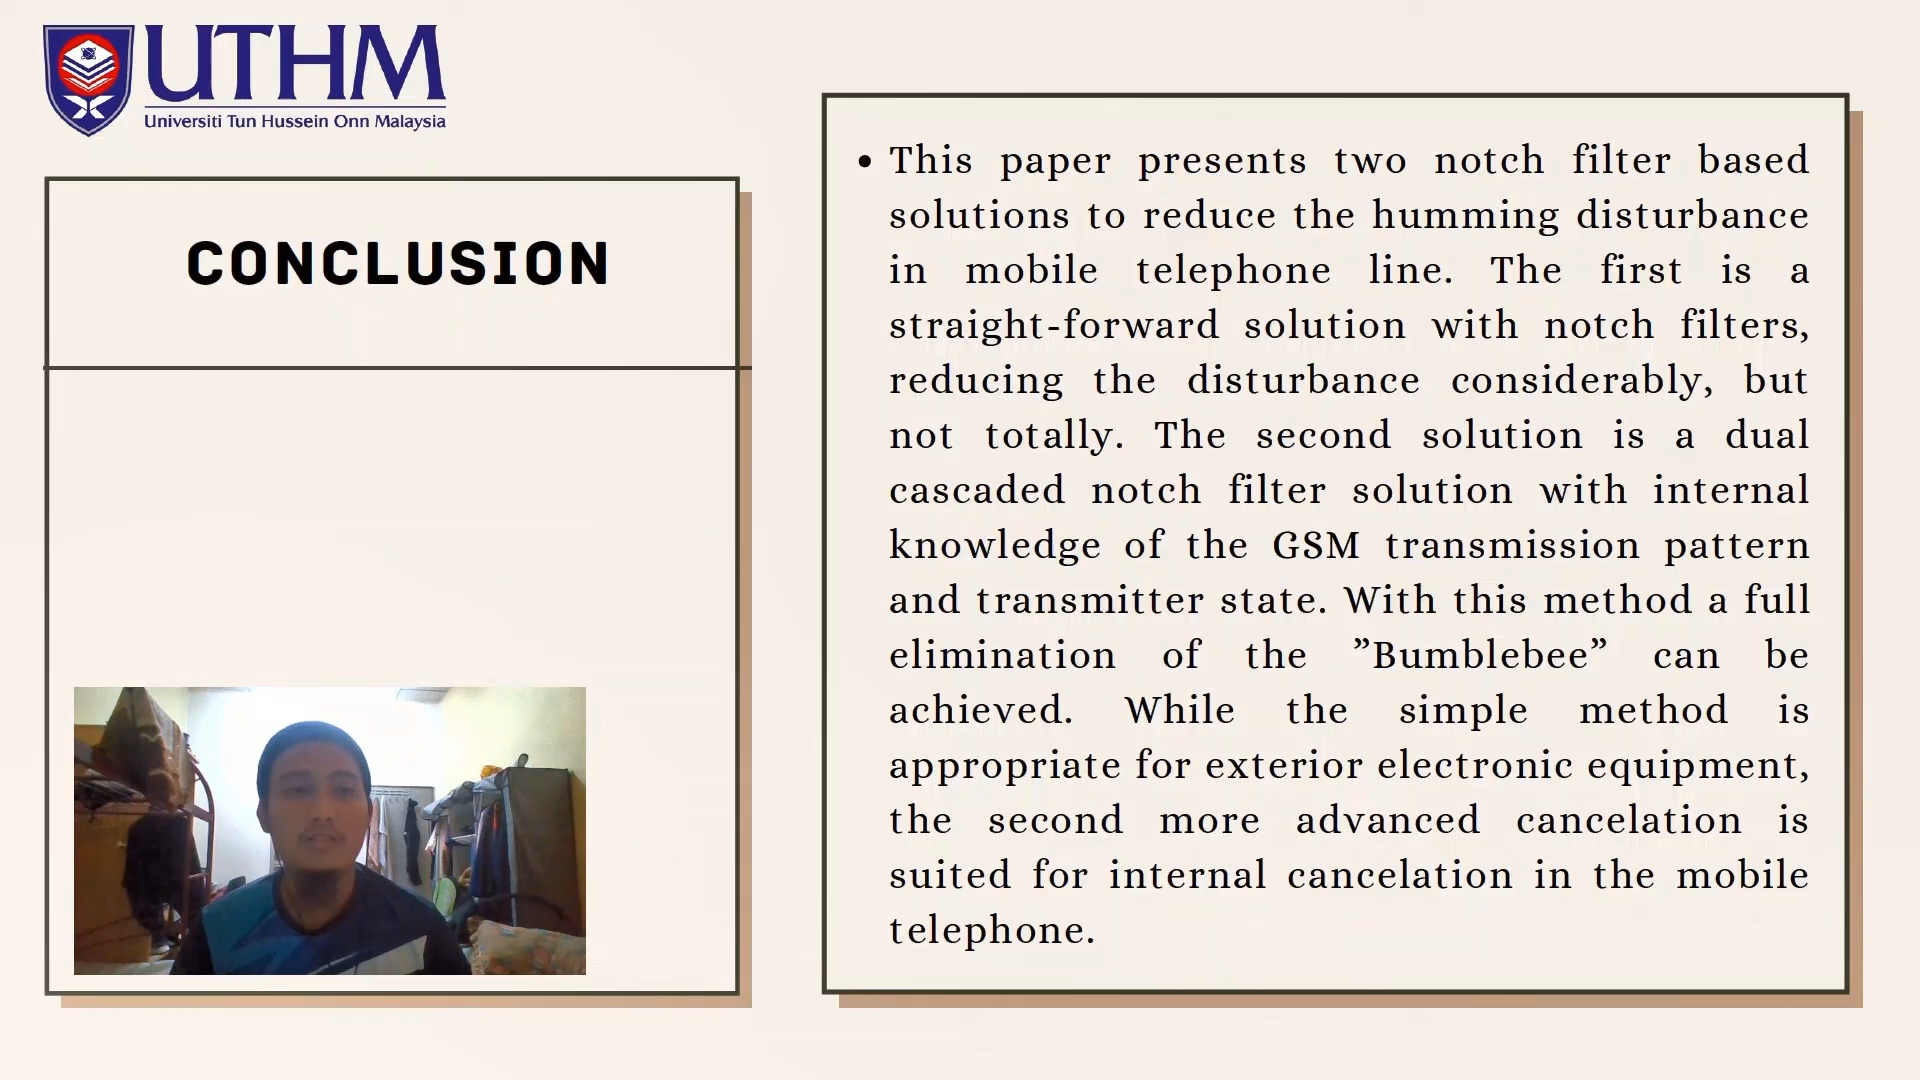 UTHM
Universiti Tun Hussein Onn Malaysia
CONCLUSION
• This paper presents two notch filter based
solutions to reduce the humming disturbance
in mobile telephone line. The first is a
straight-forward solution with notch filters,
reducing the disturbance considerably, but
not totally. The second solution is a dual
cascaded notch filter solution with internal
knowledge of the GSM transmission pattern
and transmitter state. With this method a full
elimination of the ”Bumblebee” can be
achieved. While the simple method is
appropriate for exterior electronic equipment,
the second more advanced cancelation is
suited for internal cancelation in the mobile
telephone.